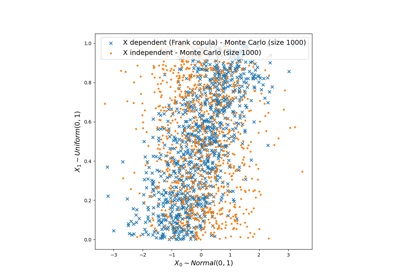 X dependent (Frank copula) - Monte Carlo (size 1000)
X independent - Monte Carlo (size 1000)
1.0
0.8
0.6
0.4
0.2
0.0
X₁ ~ Uniform(0, 1)
−3 −2 −1 0 1 2 3
X₀ ~ Normal(0, 1)